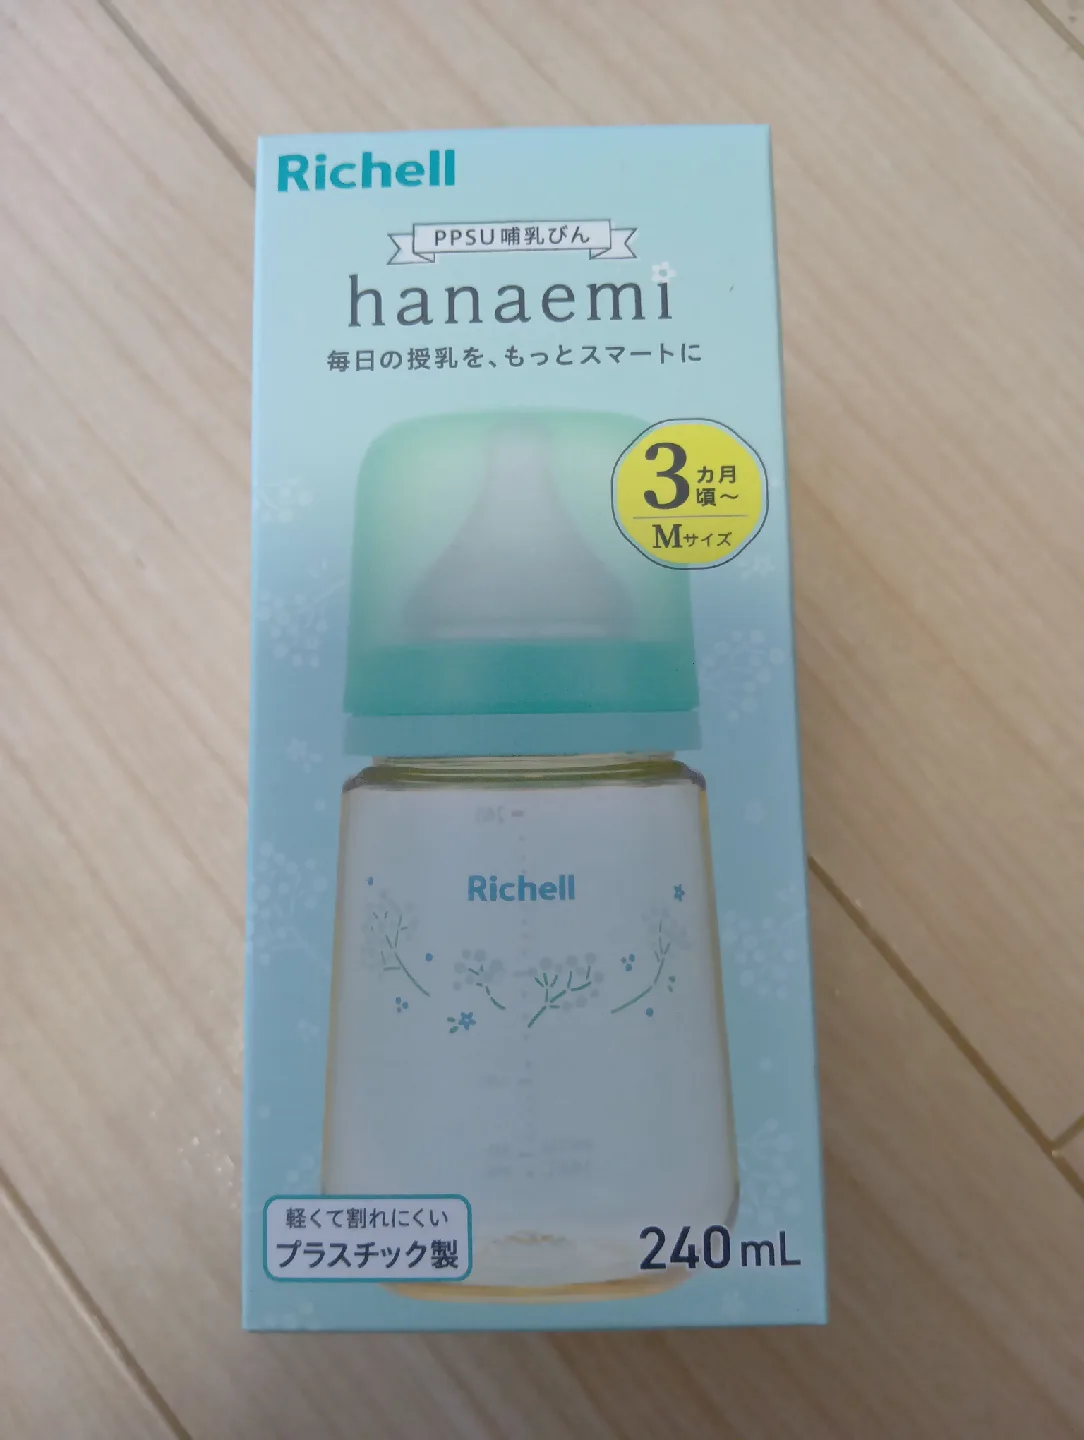 Richell
PPSU哺乳びん
hanaemi
毎日の授乳を、もっとスマートに
3カ月頃～
Mサイズ
Richell
軽くて割れにくい
プラスチック製
240mL